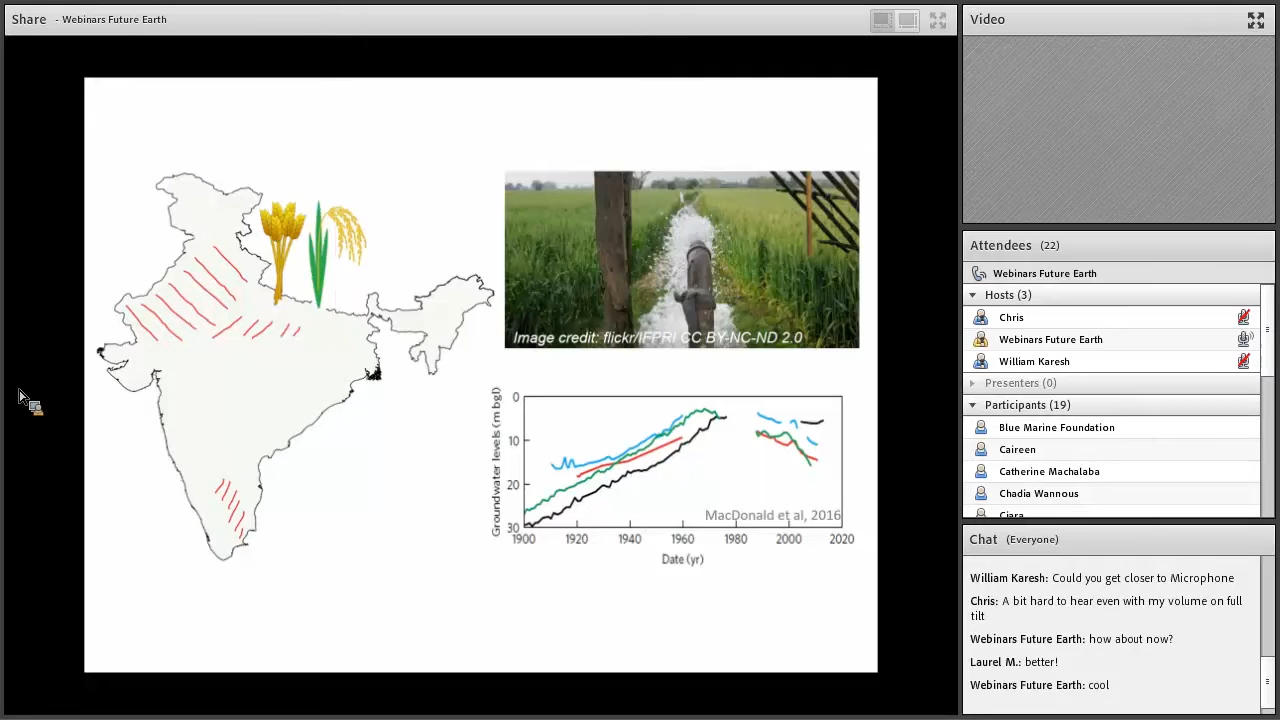 Share - Webinars Future Earth
Image credit: flickr/IFPRI CC BY-NC-ND 2.0
Groundwater levels (m bgl)
0
10
20
30
MacDonald et al, 2016
1900 1920 1940 1960 1980 2000 2020
Date (yr)
Video
Attendees (22)
Webinars Future Earth
Hosts (3)
Chris
Webinars Future Earth
William Karesh
Presenters (0)
Participants (19)
Blue Marine Foundation
Caireen
Catherine Machalaba
Chadia Wannous
Ciara
Chat (Everyone)
William Karesh: Could you get closer to Microphone
Chris: A bit hard to hear even with my volume on full
tilt
Webinars Future Earth: how about now?
Laurel M.: better!
Webinars Future Earth: cool